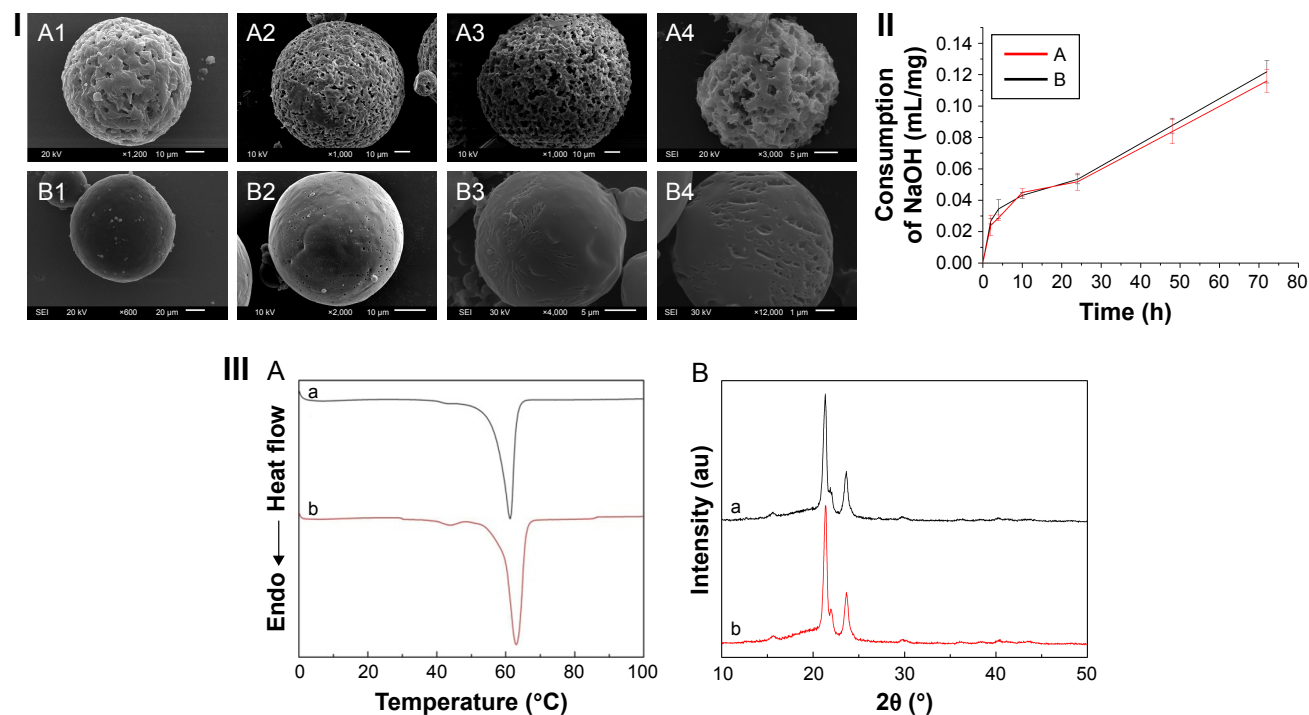 I
A1
20 kV ×1,200 10 µm
A2
10 kV ×1,000 10 µm
A3
10 kV ×1,000 10 µm
A4
SEI 20 kV ×3,000 5 µm
B1
SEI 20 kV ×600 20 µm
B2
10 kV ×2,000 10 µm
B3
SEI 30 kV ×4,000 5 µm
B4
SEI 30 kV ×12,000 1 µm
II
Consumption
of NaOH (mL/mg)
0.14
0.12
0.10
0.08
0.06
0.04
0.02
0.00
A
B
0 10 20 30 40 50 60 70 80
Time (h)
III
A
a
b
Endo ← Heat flow
0 20 40 60 80 100
Temperature (°C)
B
a
b
Intensity (au)
10 20 30 40 50
2θ (°)